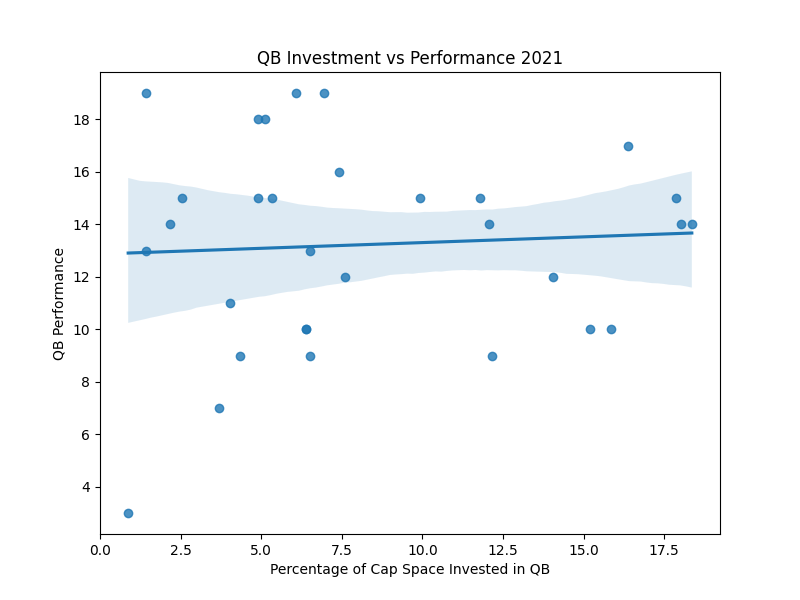 QB Investment vs Performance 2021
18
16
14
12
10
8
6
4
QB Performance
0.0 2.5 5.0 7.5 10.0 12.5 15.0 17.5
Percentage of Cap Space Invested in QB